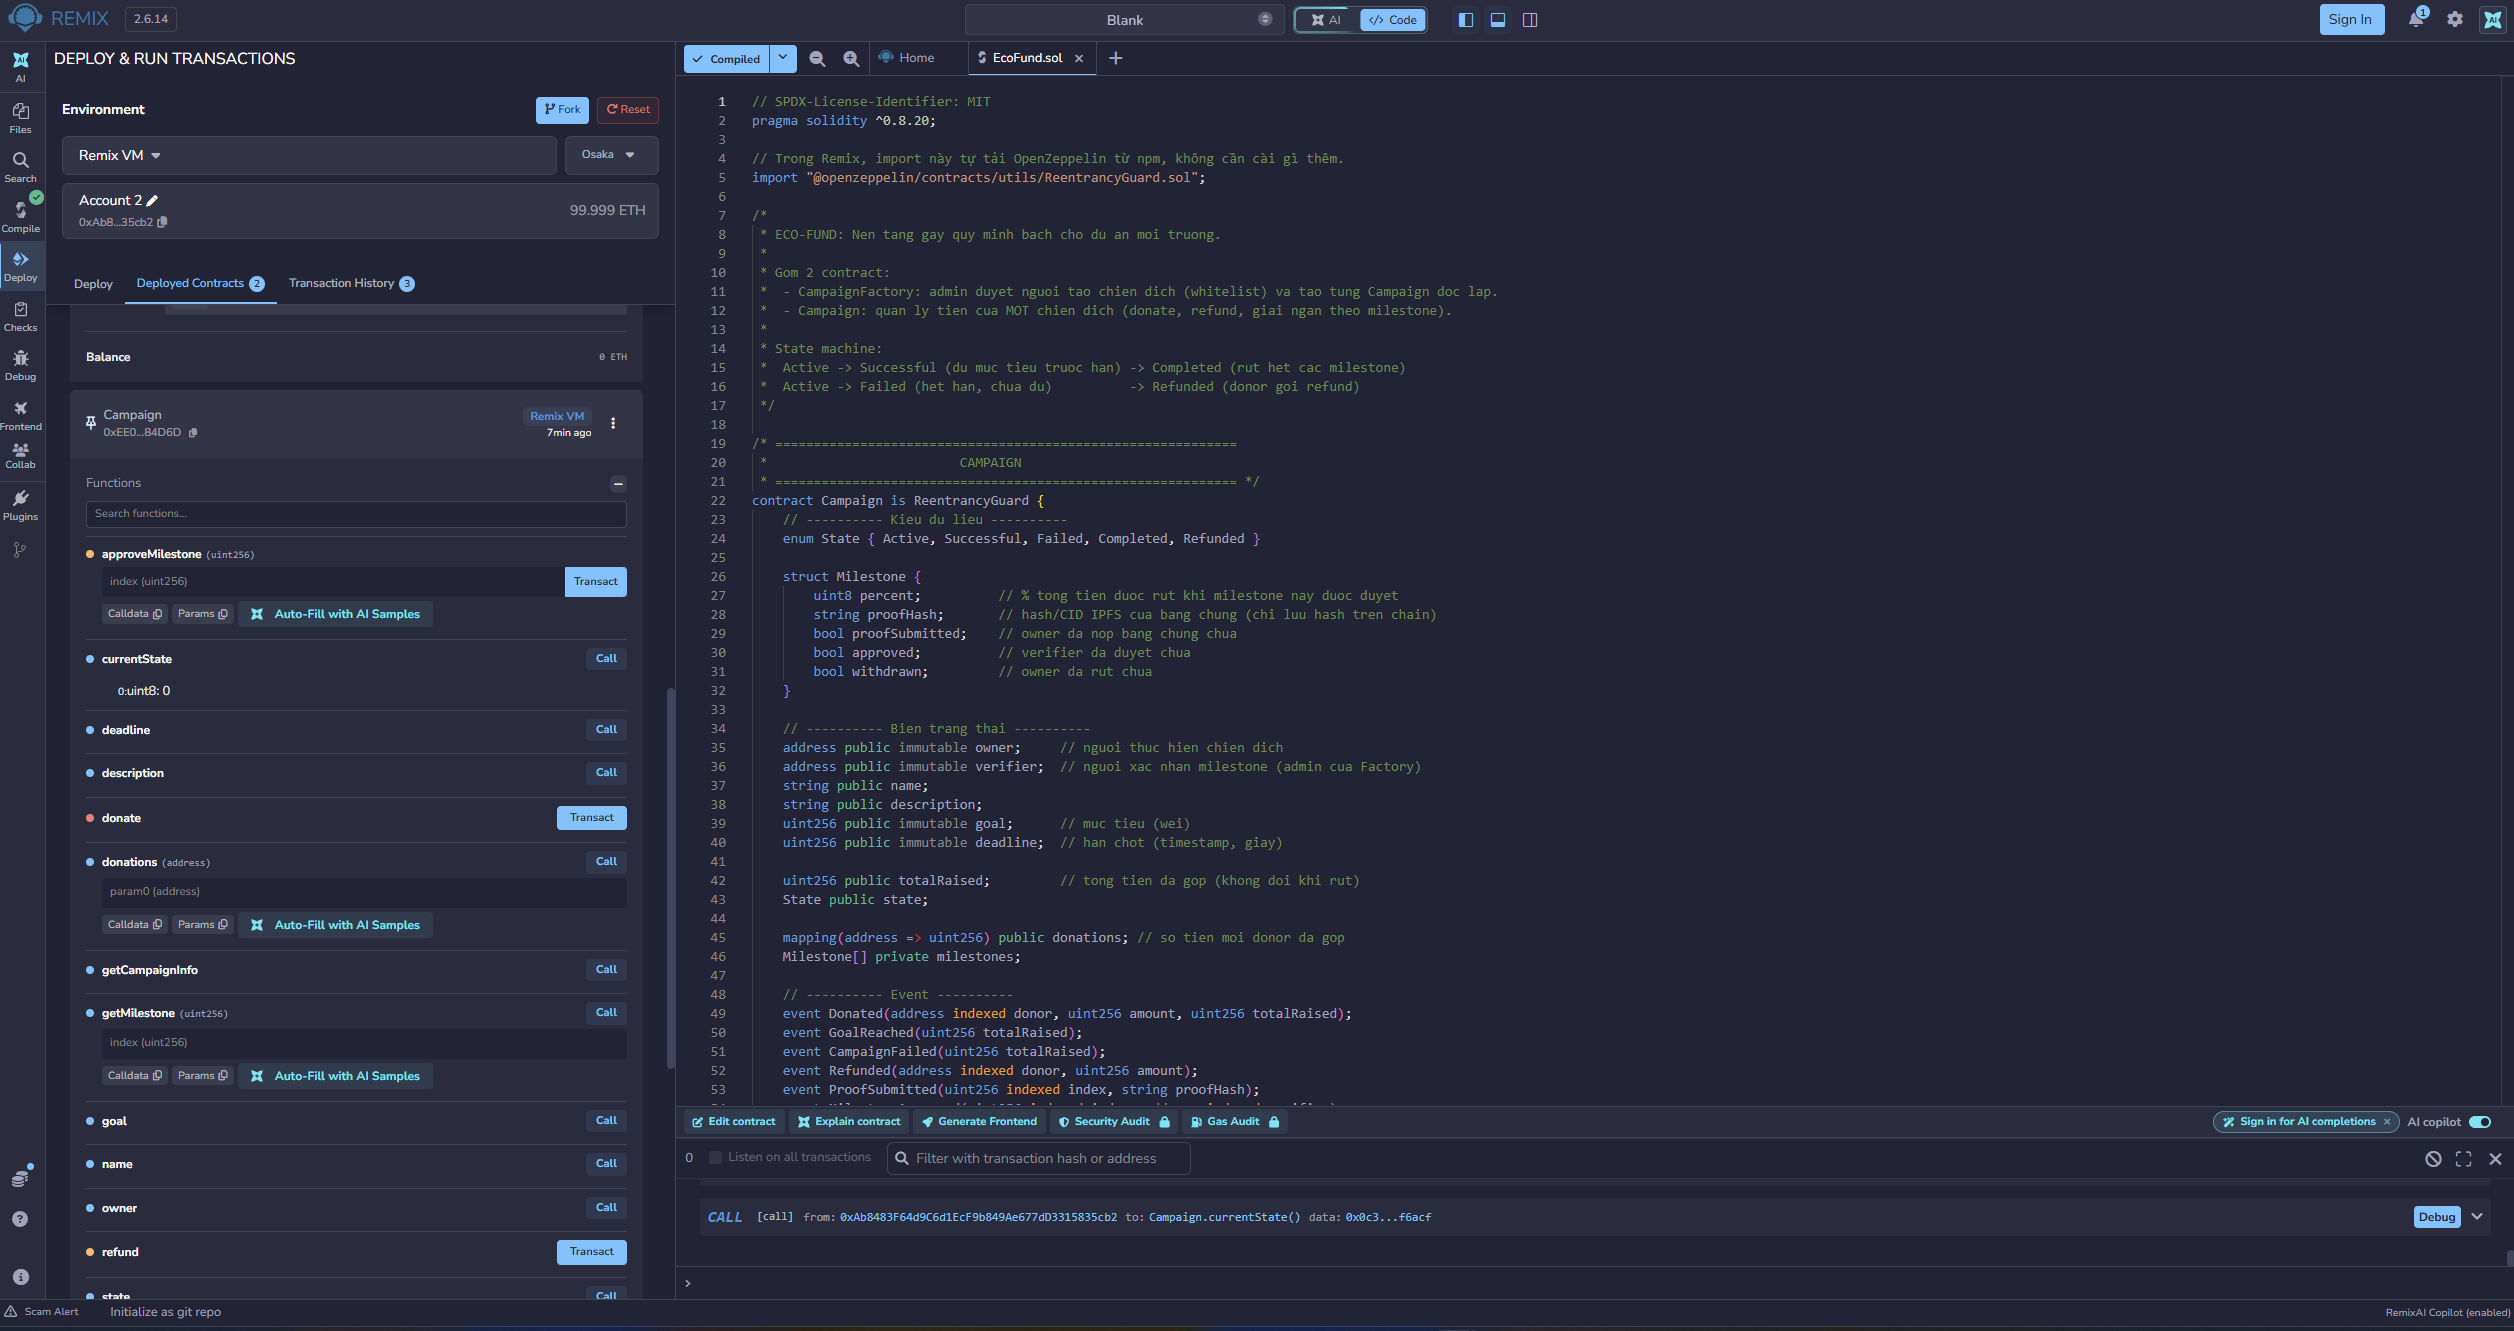 REMIX
2.6.14
Blank
AI
Code
Sign In
1
AI
AI
Files
Search
Compile
Deploy
Checks
Debug
Frontend
Collab
Plugins
DEPLOY & RUN TRANSACTIONS
Environment
Fork
Reset
Remix VM
Osaka
Account 2
0xAb8...35cb2
99.999 ETH
Deploy
Deployed Contracts 2
Transaction History 3
Balance
0 ETH
Campaign
0xEE0...84D6D
Remix VM
7min ago
Functions
Search functions...
approveMilestone (uint256)
index (uint256)
Transact
Calldata
Params
Auto-Fill with AI Samples
currentState
Call
0:uint8: 0
deadline
Call
description
Call
donate
Transact
donations (address)
Call
param0 (address)
Calldata
Params
Auto-Fill with AI Samples
getCampaignInfo
Call
getMilestone (uint256)
Call
index (uint256)
Calldata
Params
Auto-Fill with AI Samples
goal
Call
name
Call
owner
Call
refund
Transact
state
Call
Compiled
Home
EcoFund.sol
1 // SPDX-License-Identifier: MIT
2 pragma solidity ^0.8.20;
3
4 // Trong Remix, import này tự tải OpenZeppelin từ npm, không cần cài gì thêm.
5 import "@openzeppelin/contracts/utils/ReentrancyGuard.sol";
6
7 /*
8 * ECO-FUND: Nen tang gay quy minh bach cho du an moi truong.
9 *
10 * Gom 2 contract:
11 * - CampaignFactory: admin duyet nguoi tao chien dich (whitelist) va tao tung Campaign doc lap.
12 * - Campaign: quan ly tien cua MOT chien dich (donate, refund, giai ngan theo milestone).
13 *
14 * State machine:
15 * Active -> Successful (du muc tieu truoc han) -> Completed (rut het cac milestone)
16 * Active -> Failed (het han, chua du) -> Refunded (donor goi refund)
17 */
18
19 /* ============================================================
20 * CAMPAIGN
21 * ============================================================ */
22 contract Campaign is ReentrancyGuard {
23 // ---------- Kieu du lieu ----------
24 enum State { Active, Successful, Failed, Completed, Refunded }
25
26 struct Milestone {
27 uint8 percent; // % tong tien duoc rut khi milestone nay duoc duyet
28 string proofHash; // hash/CID IPFS cua bang chung (chi luu hash tren chain)
29 bool proofSubmitted; // owner da nop bang chung chua
30 bool approved; // verifier da duyet chua
31 bool withdrawn; // owner da rut chua
32 }
33
34 // ---------- Bien trang thai ----------
35 address public immutable owner; // nguoi thuc hien chien dich
36 address public immutable verifier; // nguoi xac nhan milestone (admin cua Factory)
37 string public name;
38 string public description;
39 uint256 public immutable goal; // muc tieu (wei)
40 uint256 public immutable deadline; // han chot (timestamp, giay)
41
42 uint256 public totalRaised; // tong tien da gop (khong doi khi rut)
43 State public state;
44
45 mapping(address => uint256) public donations; // so tien moi donor da gop
46 Milestone[] private milestones;
47
48 // ---------- Event ----------
49 event Donated(address indexed donor, uint256 amount, uint256 totalRaised);
50 event GoalReached(uint256 totalRaised);
51 event CampaignFailed(uint256 totalRaised);
52 event Refunded(address indexed donor, uint256 amount);
53 event ProofSubmitted(uint256 indexed index, string proofHash);
Edit contract
Explain contract
Generate Frontend
Security Audit
Gas Audit
Sign in for AI completions
AI copilot
0
Listen on all transactions
Filter with transaction hash or address
CALL [call] from: 0xAb8483F64d9C6d1EcF9b849Ae677dD3315835cb2 to: Campaign.currentState() data: 0x0c3...f6acf
Debug
>
Scam Alert
Initialize as git repo
RemixAI Copilot (enabled)